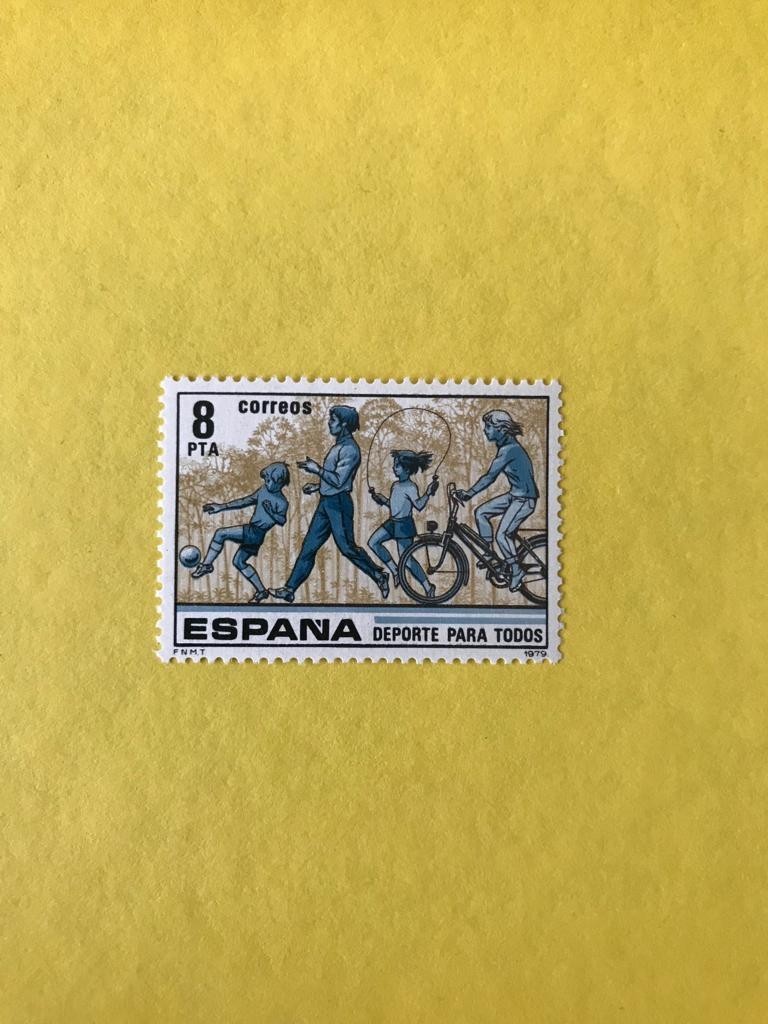 8 correos
PTA
ESPAÑA DEPORTE PARA TODOS
F.N.M.T. 1979